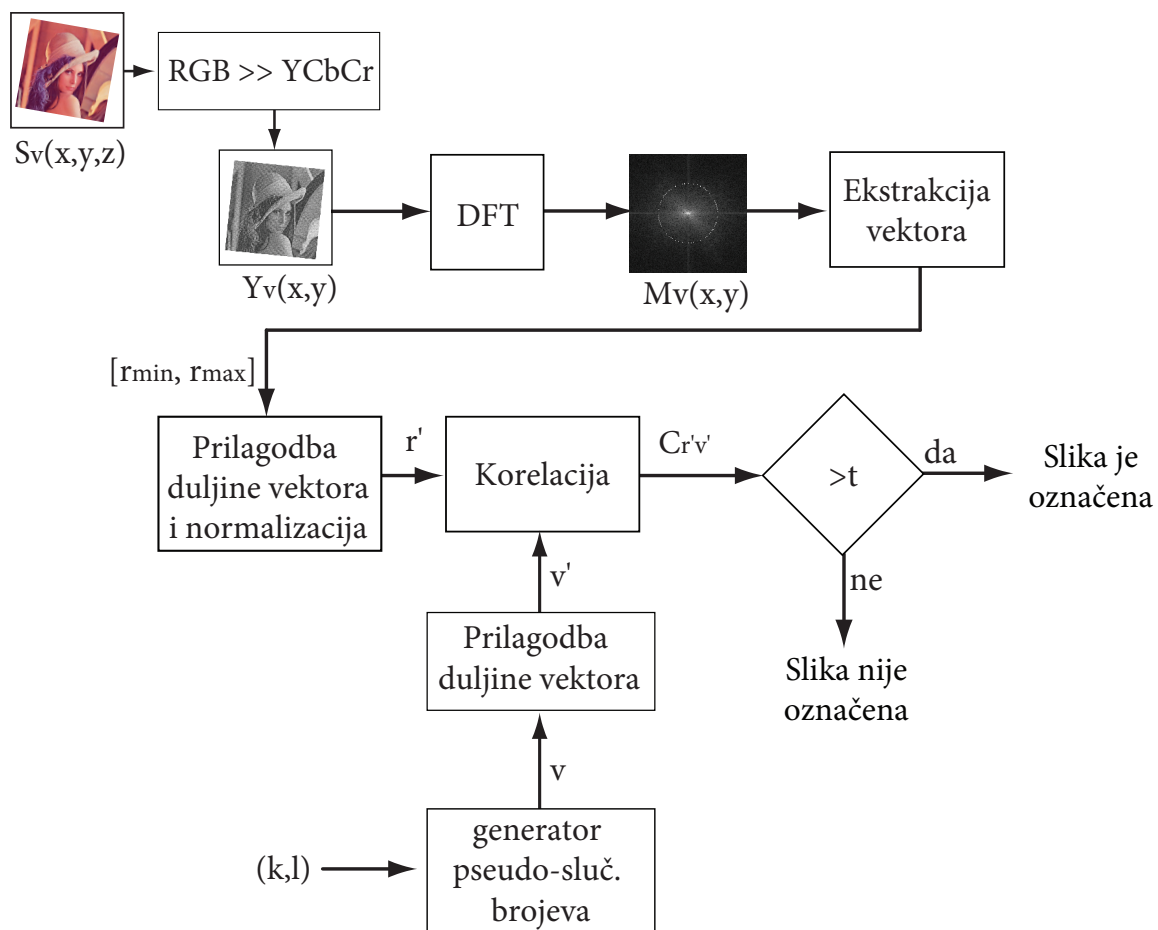 RGB >> YCbCr
Sv(x,y,z)
DFT
Ekstrakcija
vektora
Yv(x,y)
Mv(x,y)
[rmin, rmax]
Prilagodba
duljine vektora
i normalizacija
r'
Korelacija
Cr'v'
>t
da
Slika je
označena
ne
Slika nije
označena
v'
Prilagodba
duljine vektora
v
(k,l)
generator
pseudo-sluč.
brojeva